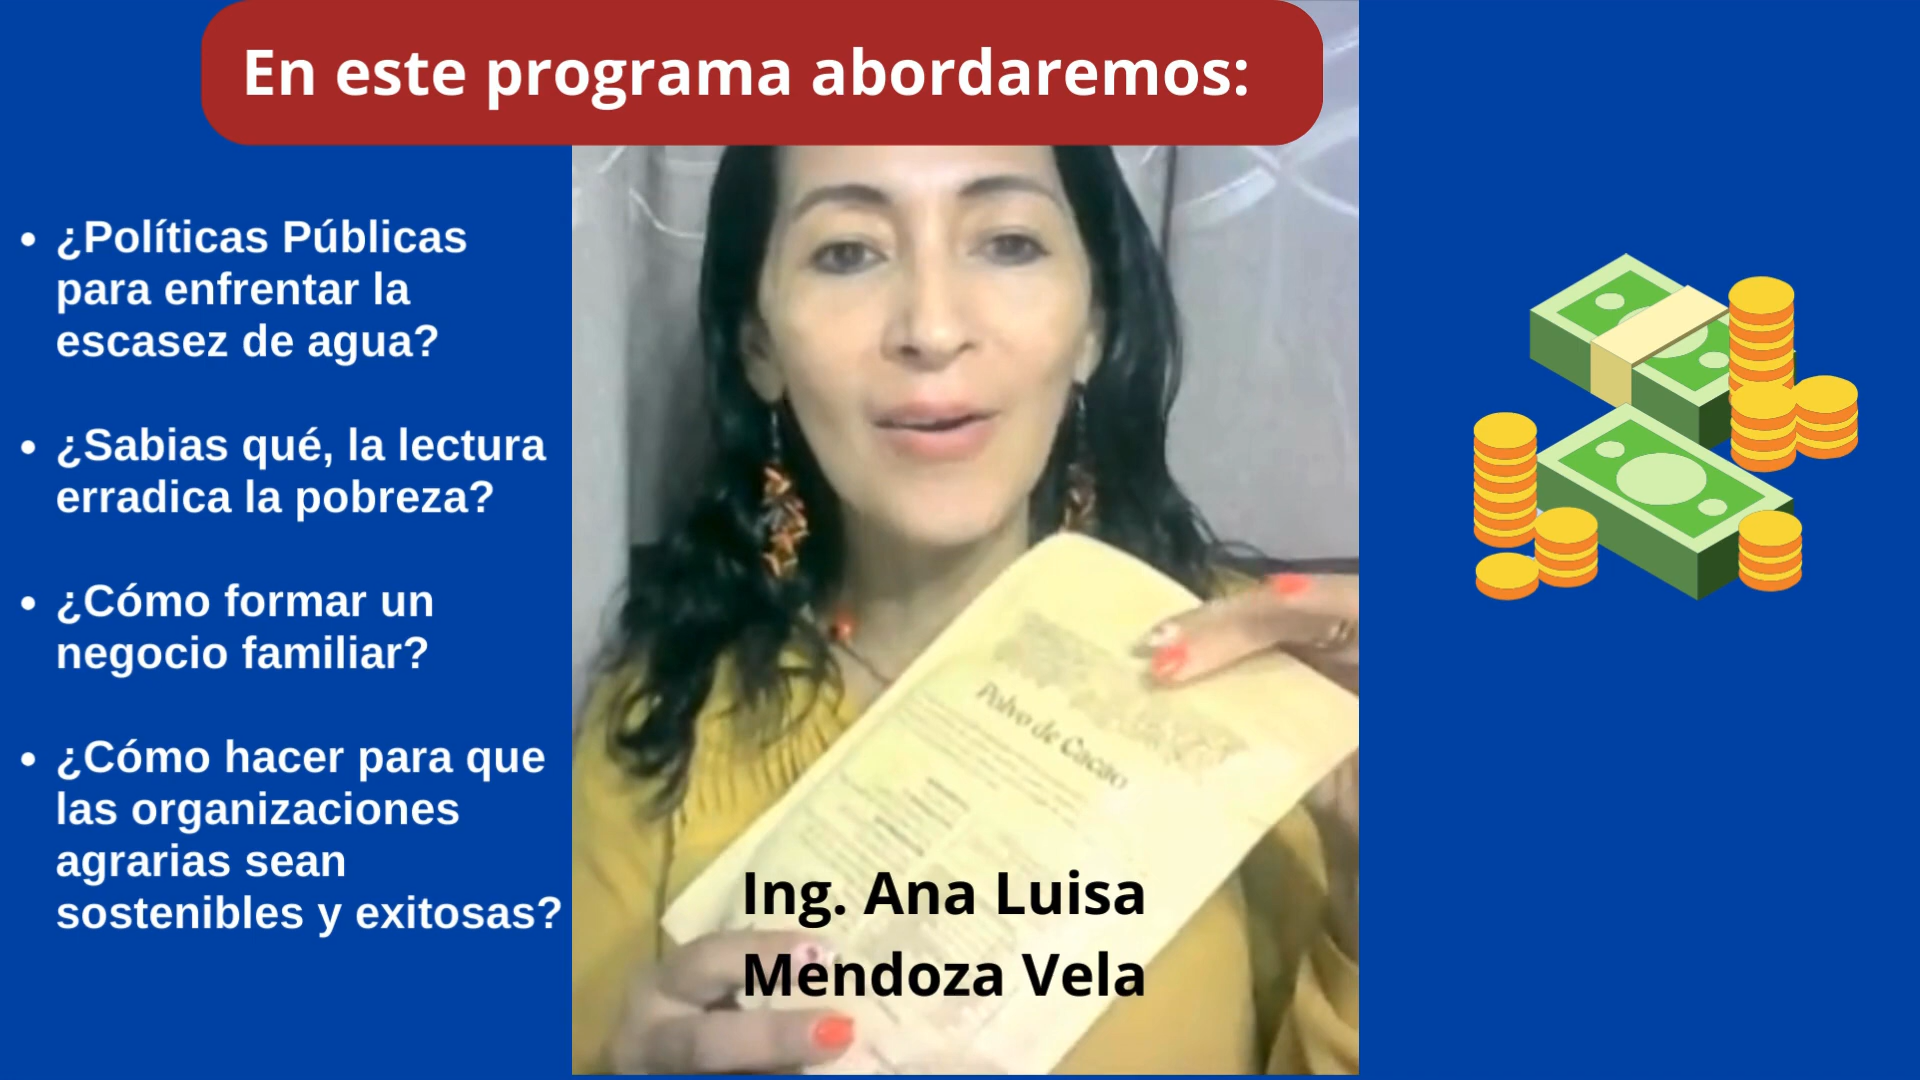 En este programa abordaremos:
• ¿Políticas Públicas
para enfrentar la
escasez de agua?
• ¿Sabias qué, la lectura
erradica la pobreza?
• ¿Cómo formar un
negocio familiar?
• ¿Cómo hacer para que
las organizaciones
agrarias sean
sostenibles y exitosas?
Polvo de Cacao
Ing. Ana Luisa
Mendoza Vela